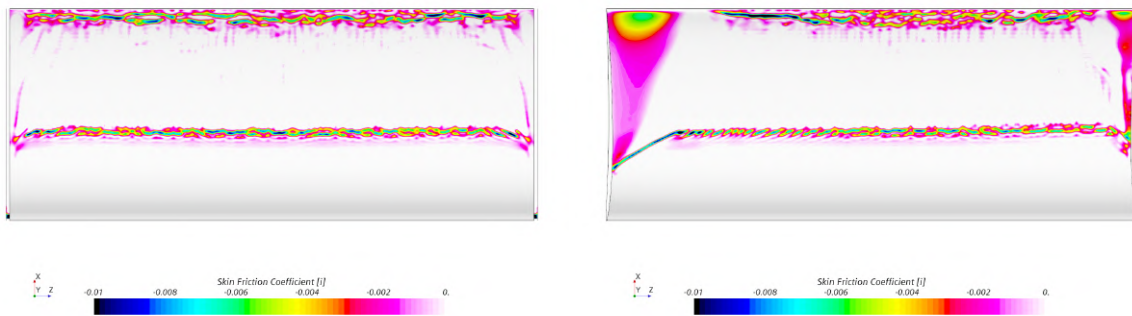 X
Y Z
Skin Friction Coefficient [i]
-0.01 -0.008 -0.006 -0.004 -0.002 0.
X
Y Z
Skin Friction Coefficient [i]
-0.01 -0.008 -0.006 -0.004 -0.002 0.